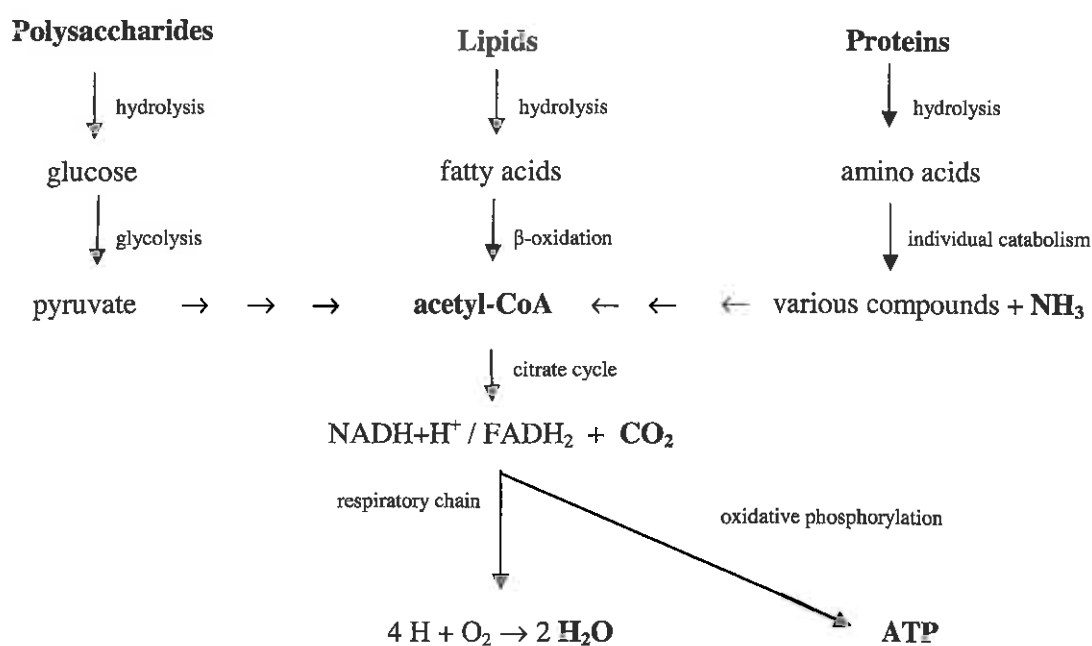 Polysaccharides Lipids Proteins
hydrolysis hydrolysis hydrolysis
glucose fatty acids amino acids
glycolysis β-oxidation individual catabolism
pyruvate → → → acetyl-CoA ← ← ← various compounds + NH₃
citrate cycle
NADH+H⁺ / FADH₂ + CO₂
respiratory chain oxidative phosphorylation
4 H + O₂ → 2 H₂O ATP